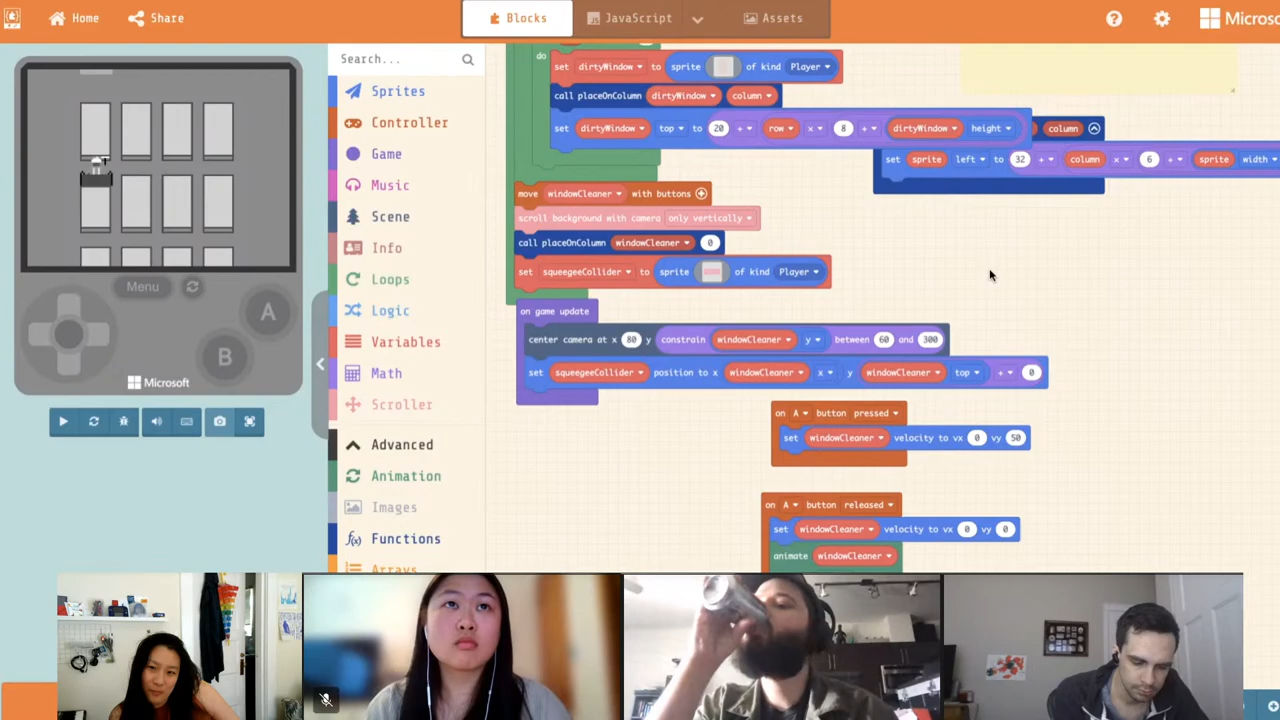 Home
Share
Blocks
JavaScript
Assets
Microso
Search...
Sprites
Controller
Game
Music
Scene
Info
Loops
Logic
Variables
Math
Scroller
Advanced
Animation
Images
Functions
Arrays
Menu
A
B
Microsoft
do
set dirtyWindow to sprite of kind Player
call placeOnColumn dirtyWindow column
set dirtyWindow top to 20 + row x 8 + dirtyWindow height
column
set sprite left to 32 + column x 6 + sprite width
move windowCleaner with buttons
scroll background with camera only vertically
call placeOnColumn windowCleaner 0
set squeegeeCollider to sprite of kind Player
on game update
center camera at x 80 y constrain windowCleaner y between 60 and 300
set squeegeeCollider position to x windowCleaner x y windowCleaner top + 0
on A button pressed
set windowCleaner velocity to vx 0 vy 50
on A button released
set windowCleaner velocity to vx 0 vy 0
animate windowCleaner